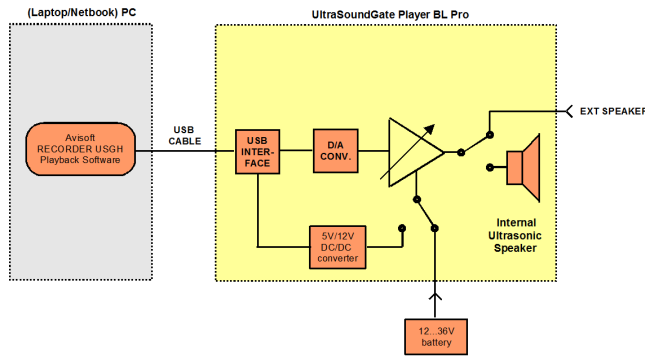 (Laptop/Netbook) PC
UltraSoundGate Player BL Pro
Avisoft
RECORDER USGH
Playback Software
USB
CABLE
USB
INTER-
FACE
D/A
CONV.
EXT SPEAKER
5V/12V
DC/DC
converter
Internal
Ultrasonic
Speaker
12...36V
battery